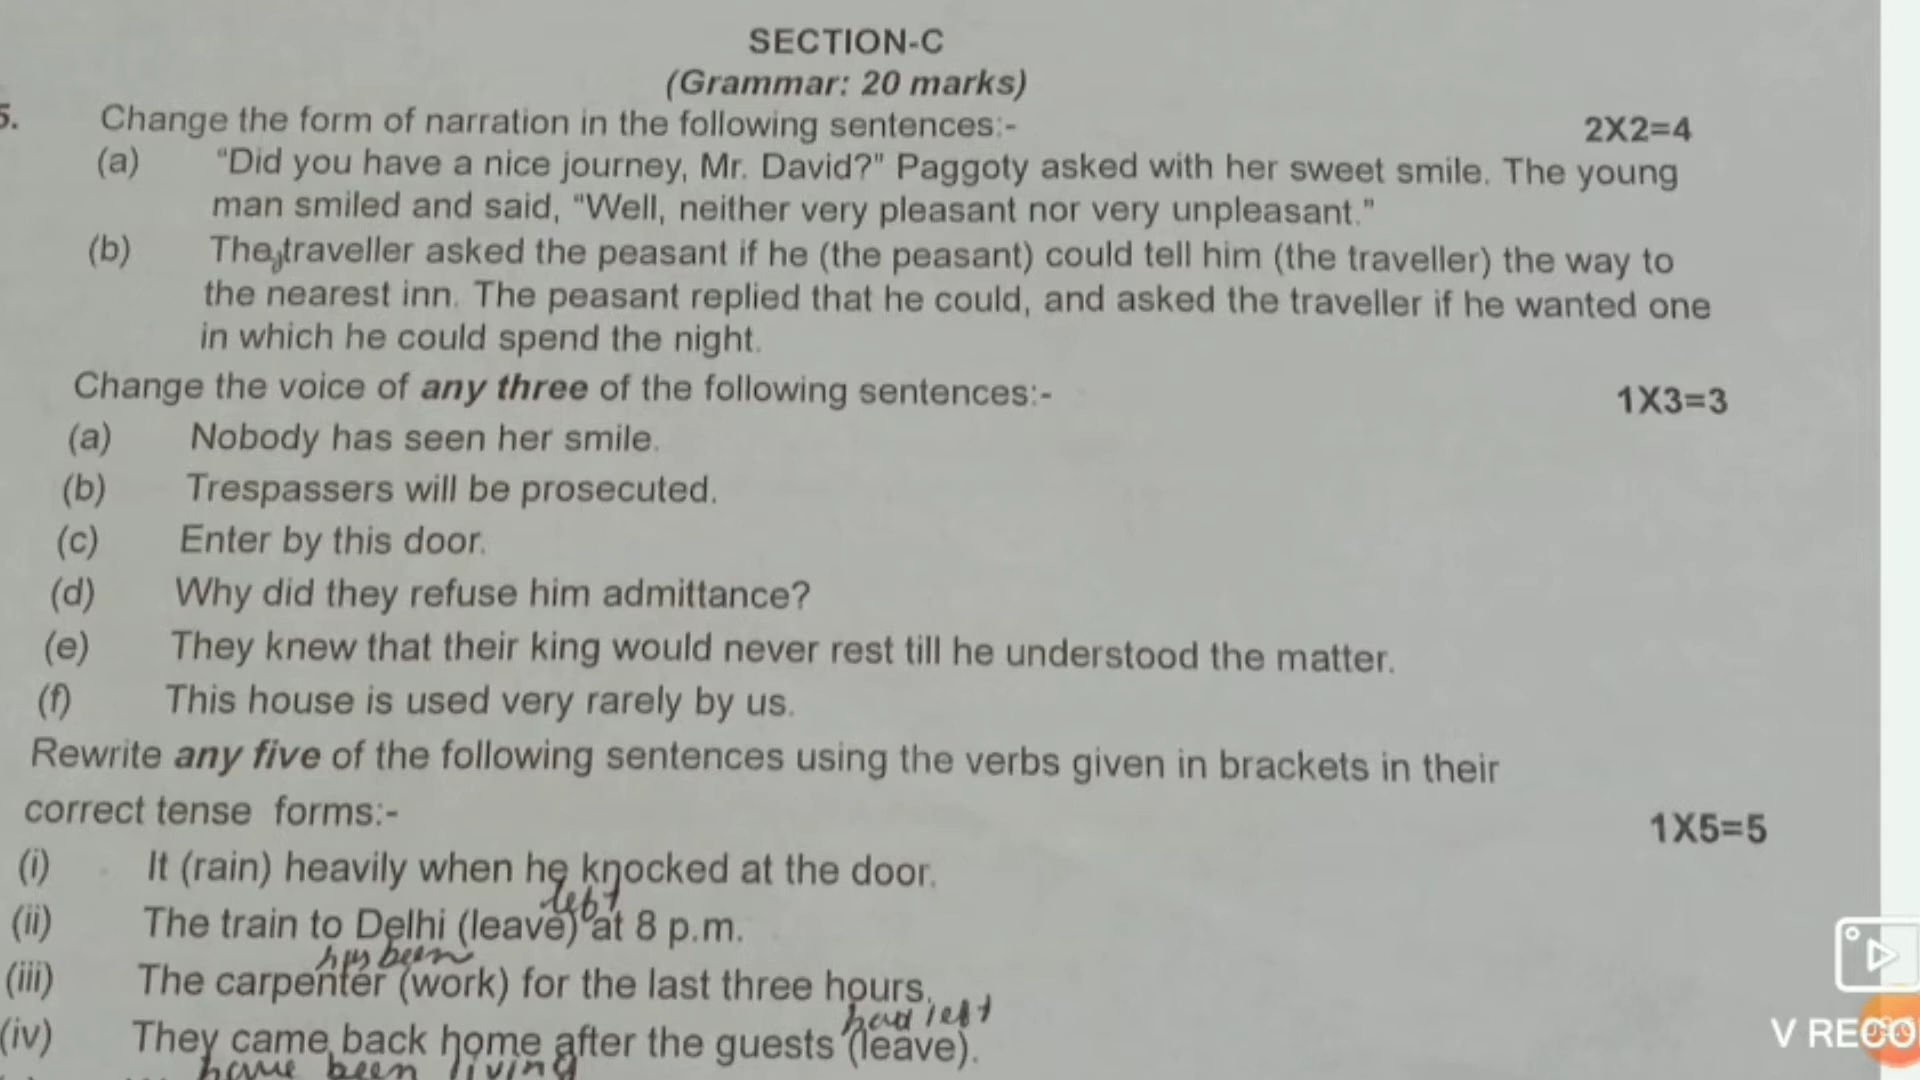 SECTION-C
(Grammar: 20 marks)
5. Change the form of narration in the following sentences:- 2X2=4
(a) "Did you have a nice journey, Mr. David?" Paggoty asked with her sweet smile. The young
man smiled and said, "Well, neither very pleasant nor very unpleasant."
(b) The traveller asked the peasant if he (the peasant) could tell him (the traveller) the way to
the nearest inn. The peasant replied that he could, and asked the traveller if he wanted one
in which he could spend the night.
Change the voice of any three of the following sentences:- 1X3=3
(a) Nobody has seen her smile.
(b) Trespassers will be prosecuted.
(c) Enter by this door.
(d) Why did they refuse him admittance?
(e) They knew that their king would never rest till he understood the matter.
(f) This house is used very rarely by us.
Rewrite any five of the following sentences using the verbs given in brackets in their
correct tense forms:- 1X5=5
(i) It (rain) heavily when he knocked at the door.
left
(ii) The train to Delhi (leave) at 8 p.m.
has been
(iii) The carpenter (work) for the last three hours.
had left
(iv) They came back home after the guests (leave).
have been living
V RECO